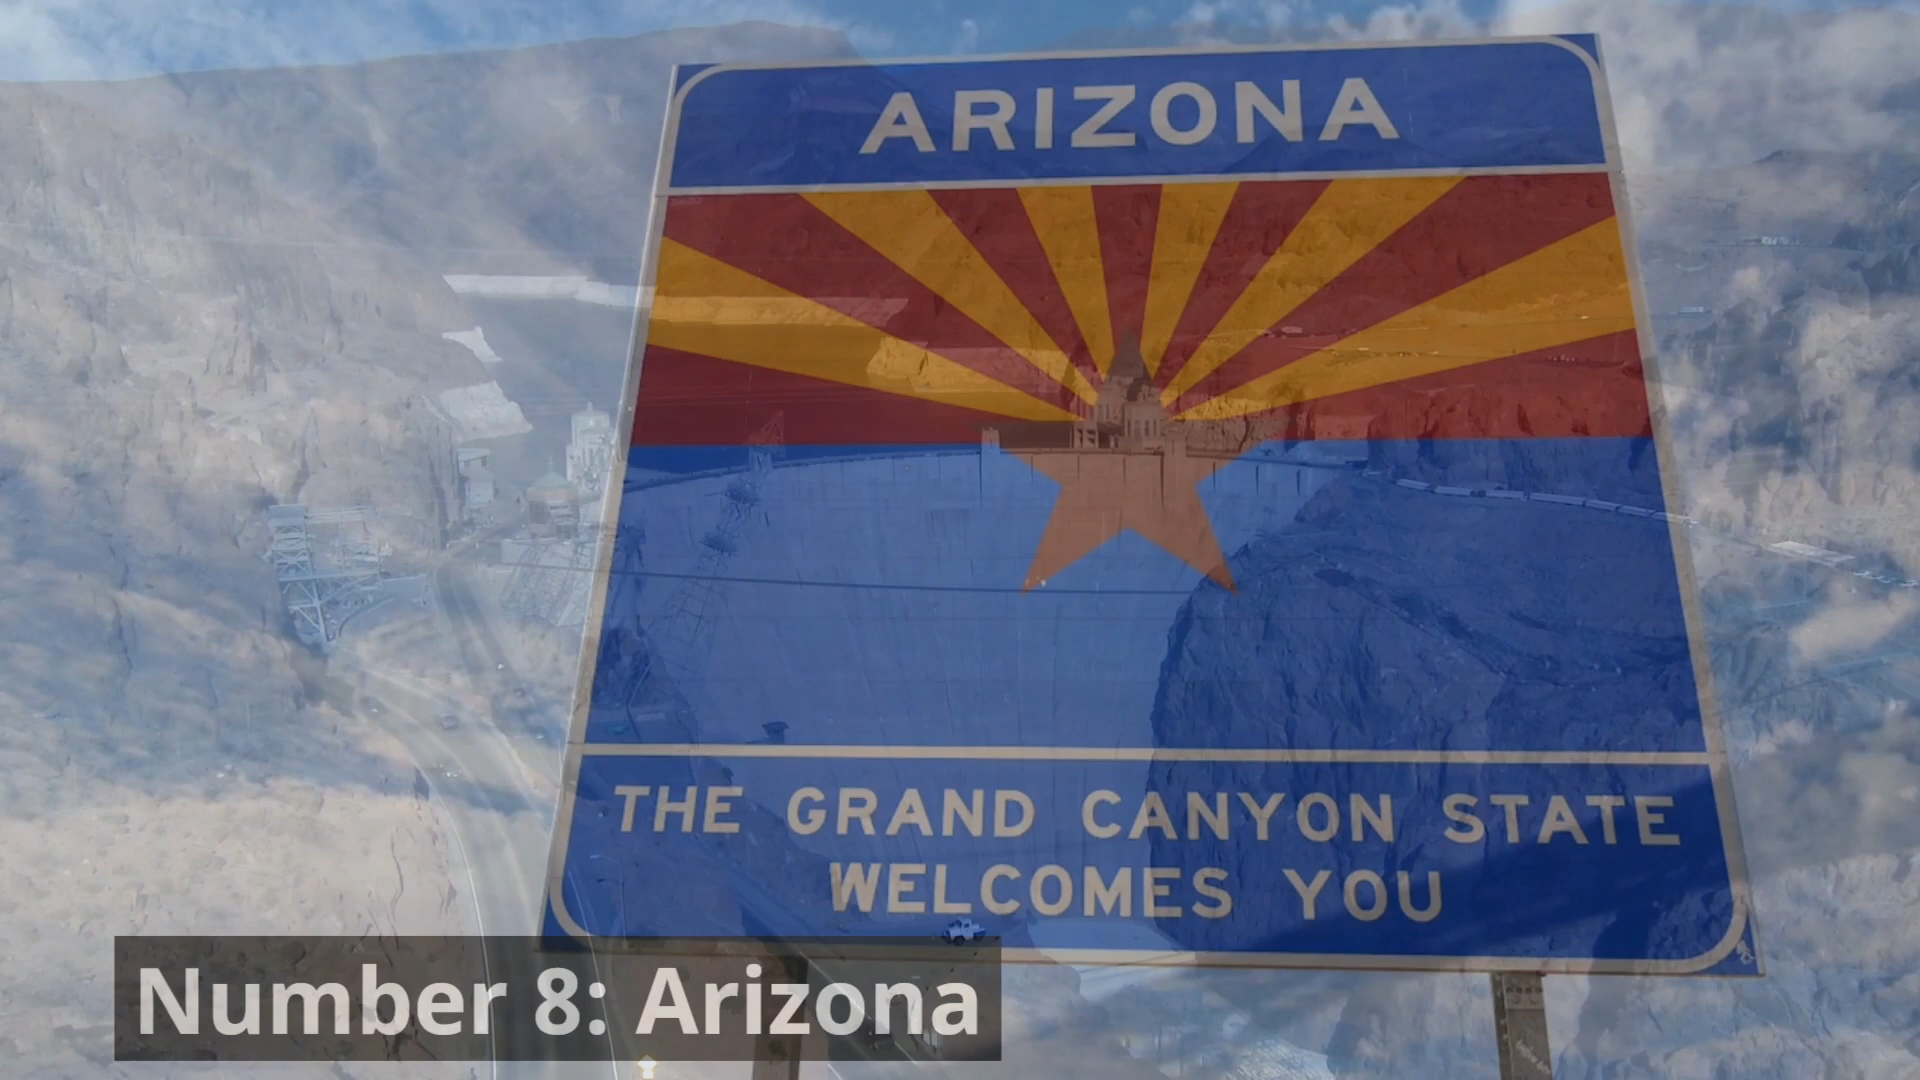 ARIZONA
THE GRAND CANYON STATE
WELCOMES YOU
Number 8: Arizona